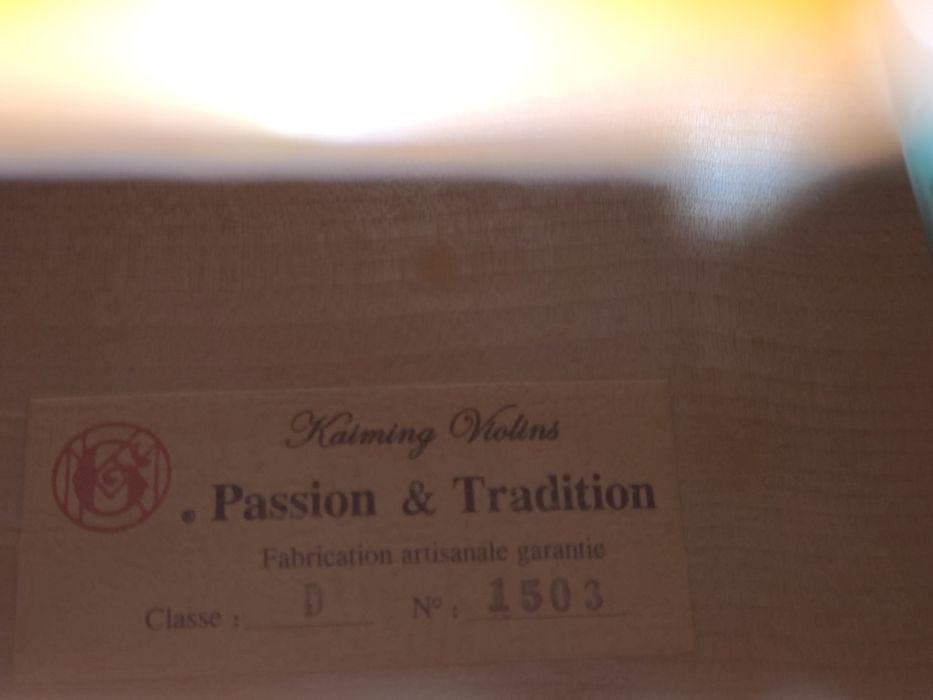 Kaiming Violins
. Passion & Tradition
Fabrication artisanale garantie
Classe : D N° : 1503